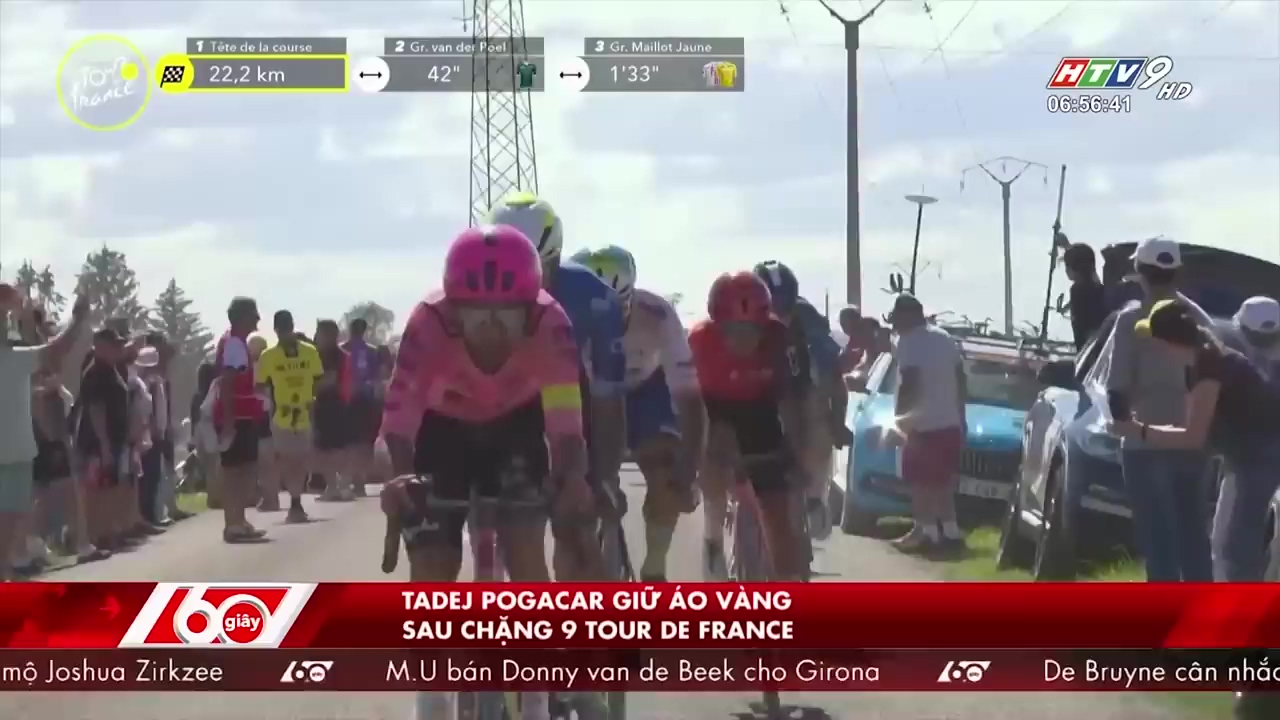 1 Tête de la course
2 Gr. van der Poel
3 Gr. Maillot Jaune
22,2 km
42"
1'33"
TOUR
france
HTV9
HD
06:56:41
60
giây
TADEJ POGACAR GIỮ ÁO VÀNG
SAU CHẶNG 9 TOUR DE FRANCE
mộ Joshua Zirkzee 60 M.U bán Donny van de Beek cho Girona 60 De Bruyne cân nhắc